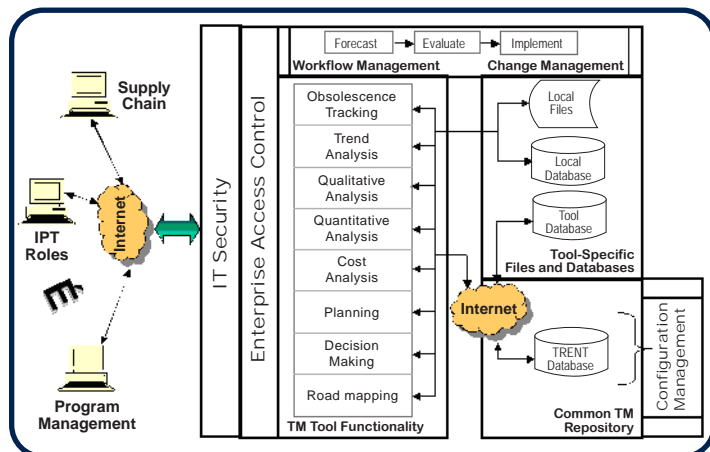 Forecast
Evaluate
Implement
Workflow Management
Change Management
Supply
Chain
IPT
Roles
Internet
Program
Management
IT Security
Enterprise Access Control
Obsolescence
Tracking
Trend
Analysis
Qualitative
Analysis
Quantitative
Analysis
Cost
Analysis
Planning
Decision
Making
Road mapping
TM Tool Functionality
Local
Files
Local
Database
Tool
Database
Tool-Specific
Files and Databases
Internet
TRENT
Database
Common TM
Repository
Configuration
Management